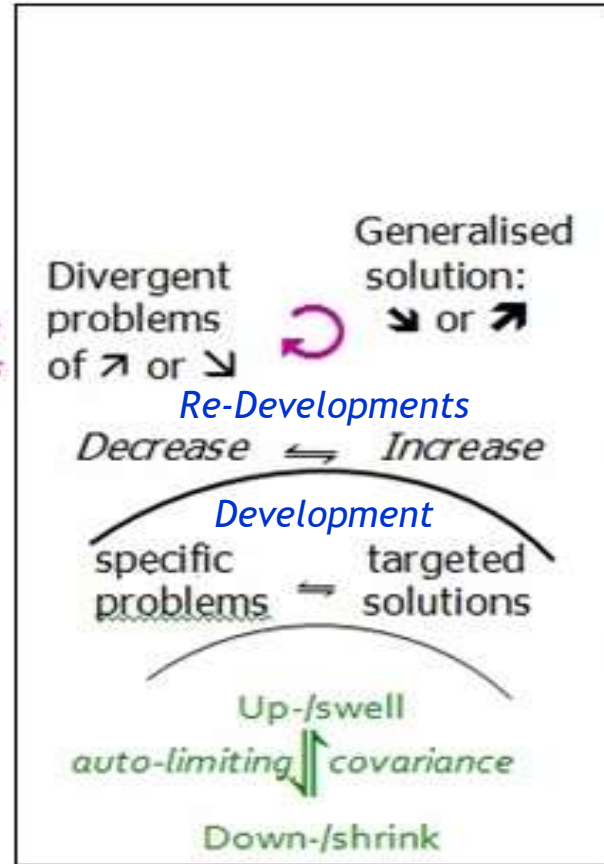 Generalised
solution:
↘ or ↗
Divergent
problems
of ↗ or ↘
Re-Developments
Decrease ⇋ Increase
Development
specific problems ⇋ targeted solutions
Up-/swell
auto-limiting ⥮ covariance
Down-/shrink